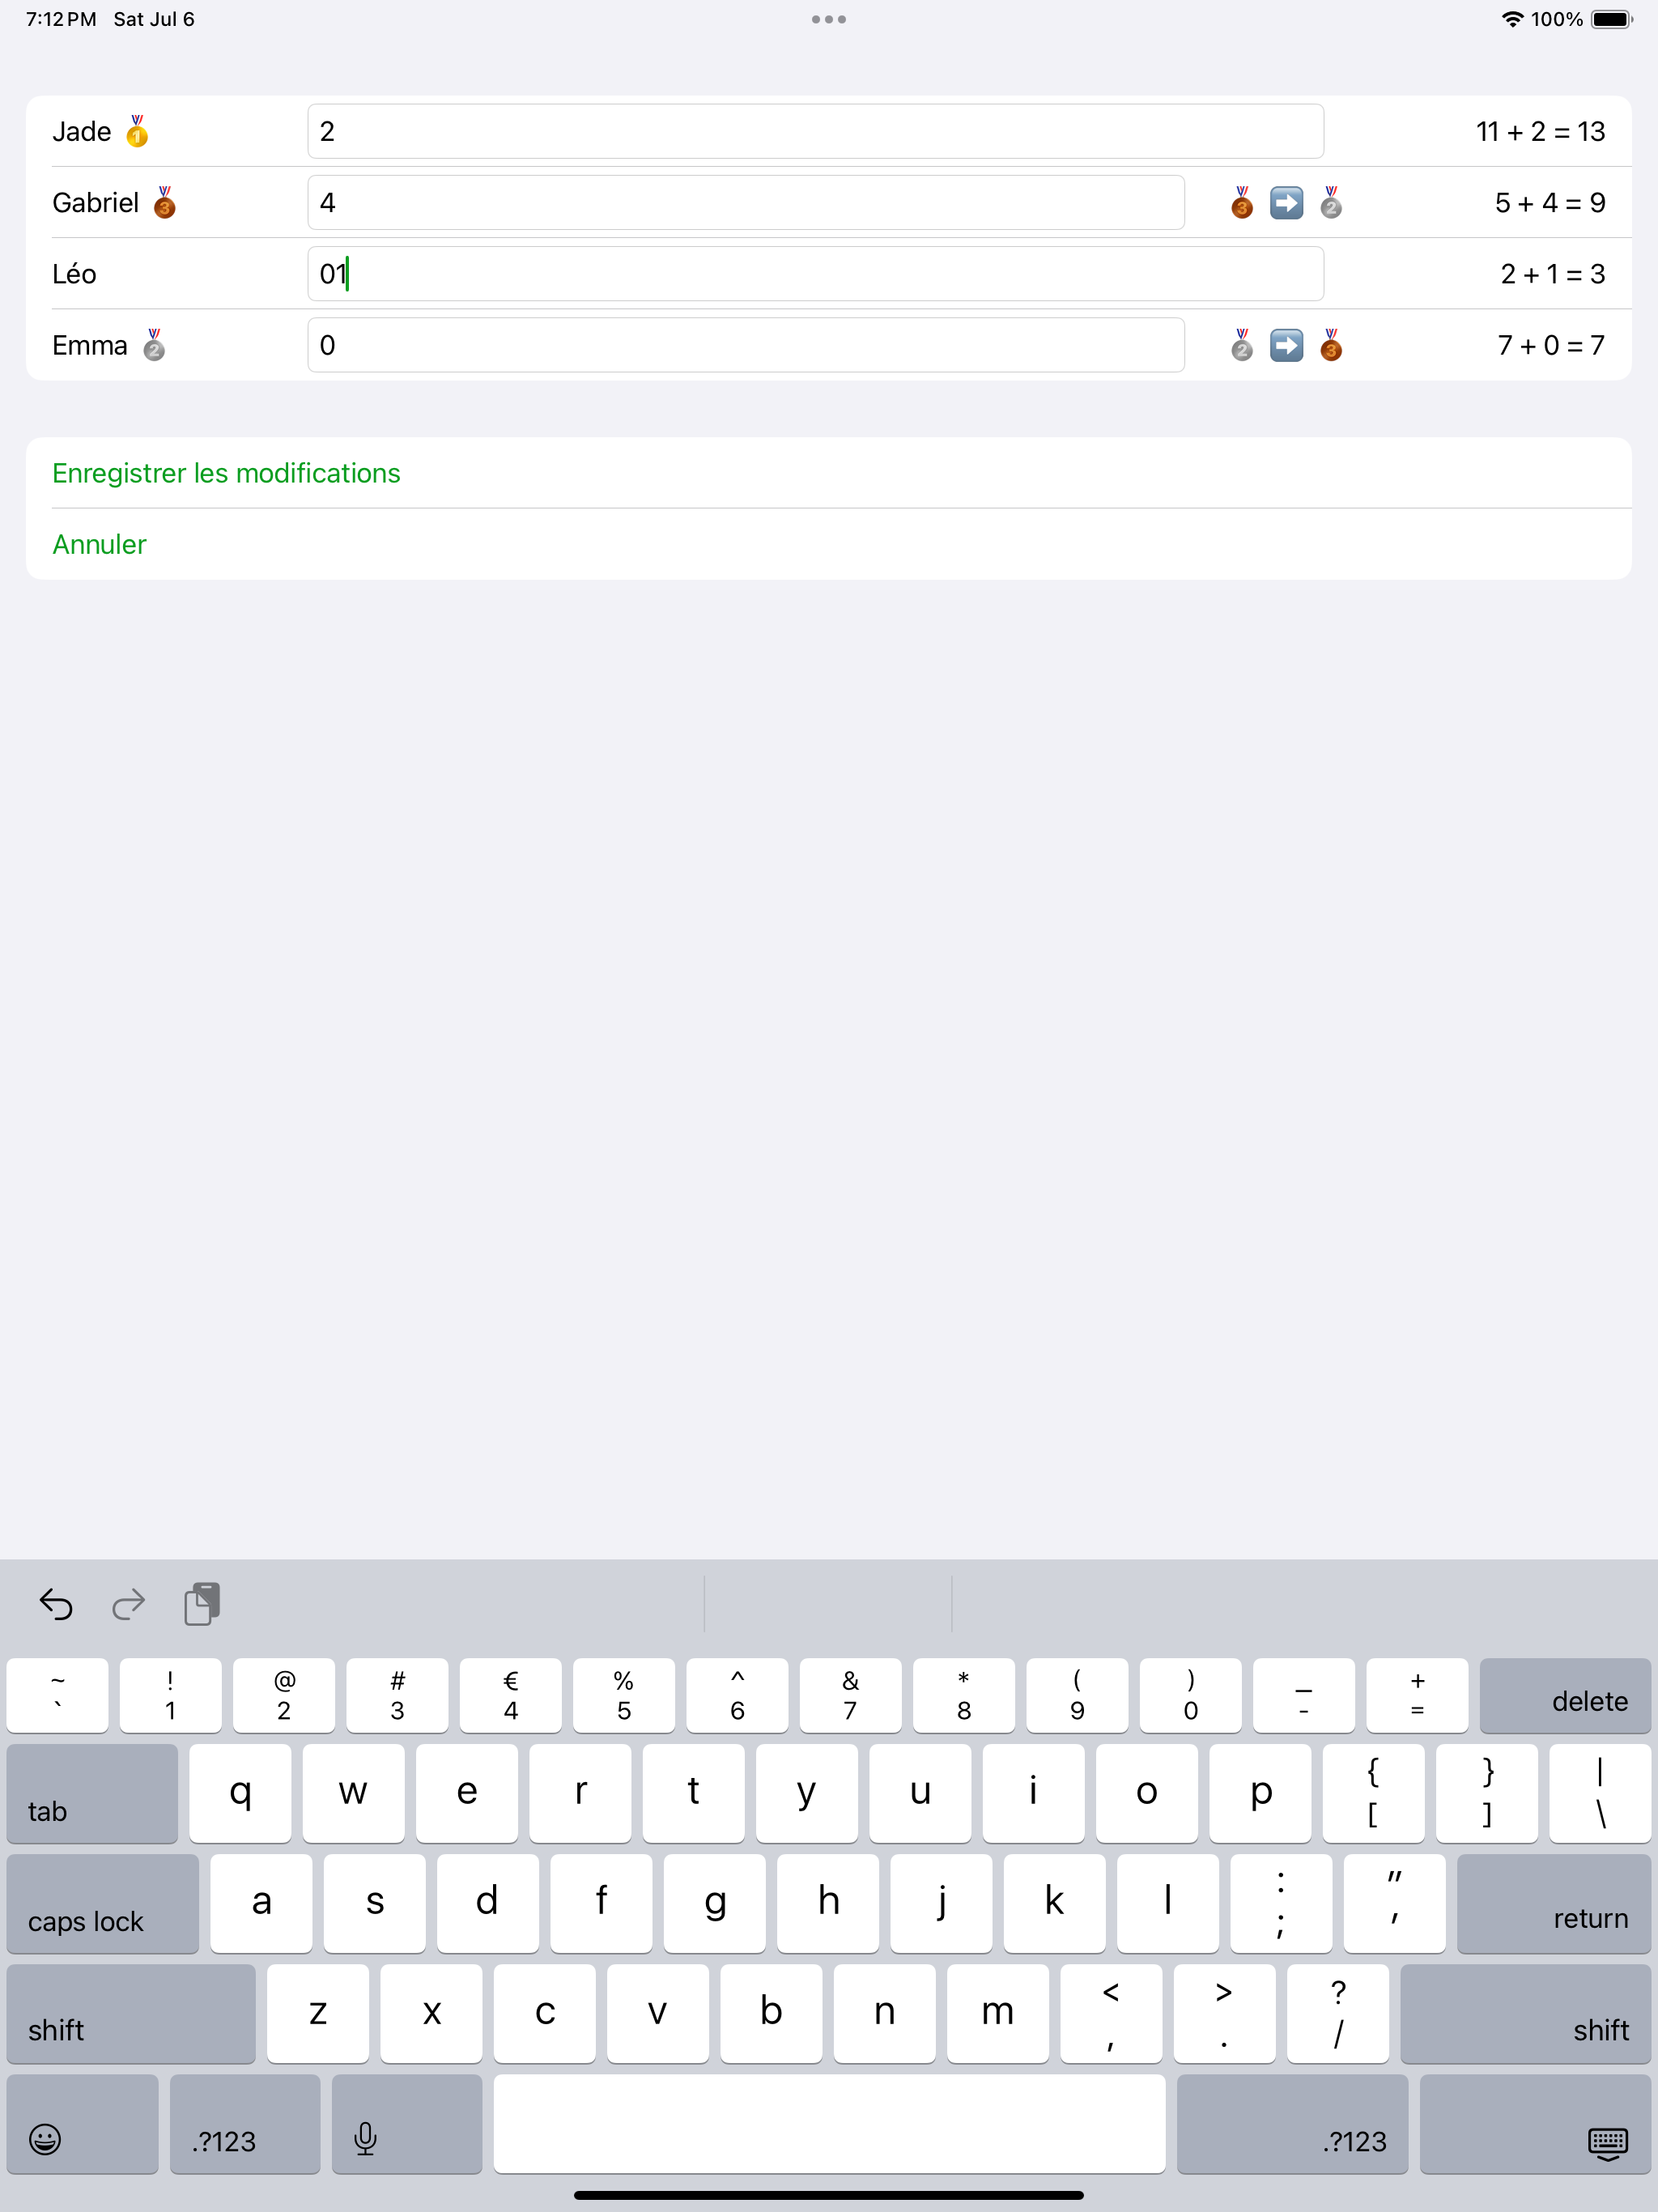 7:12 PM Sat Jul 6 100%
Jade 🥇 2 11 + 2 = 13
Gabriel 🥉 4 🥉 ➡️ 🥈 5 + 4 = 9
Léo 01 2 + 1 = 3
Emma 🥈 0 🥈 ➡️ 🥉 7 + 0 = 7
Enregistrer les modifications
Annuler
~ ! @ # € % ^ & * ( ) _ +
` 1 2 3 4 5 6 7 8 9 0 - = delete
tab q w e r t y u i o p { [ } ] | \
caps lock a s d f g h j k l : ; " ' return
shift z x c v b n m < , > . ? / shift
.?123 .?123